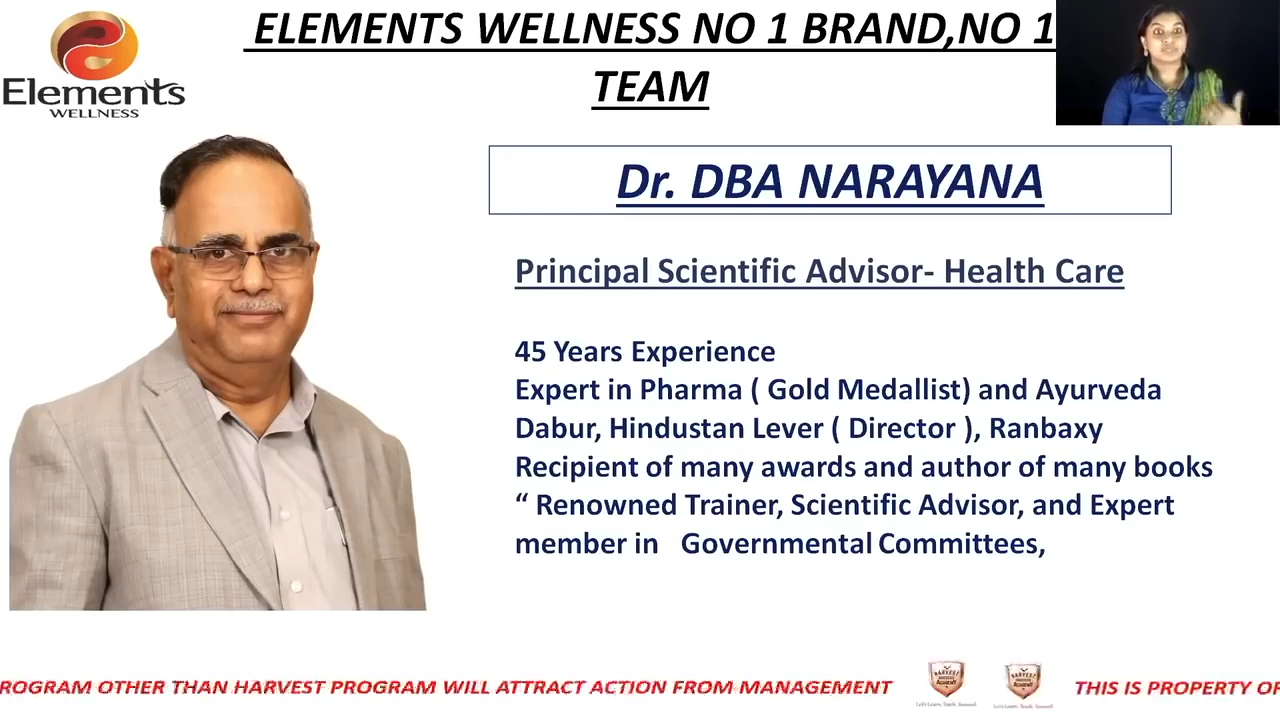 ELEMENTS WELLNESS NO 1 BRAND,NO 1
TEAM
Elements
WELLNESS
Dr. DBA NARAYANA
Principal Scientific Advisor- Health Care
45 Years Experience
Expert in Pharma ( Gold Medallist) and Ayurveda
Dabur, Hindustan Lever ( Director ), Ranbaxy
Recipient of many awards and author of many books
“ Renowned Trainer, Scientific Advisor, and Expert
member in Governmental Committees,
ROGRAM OTHER THAN HARVEST PROGRAM WILL ATTRACT ACTION FROM MANAGEMENT
HARVEST
HARVEST
THIS IS PROPERTY OF